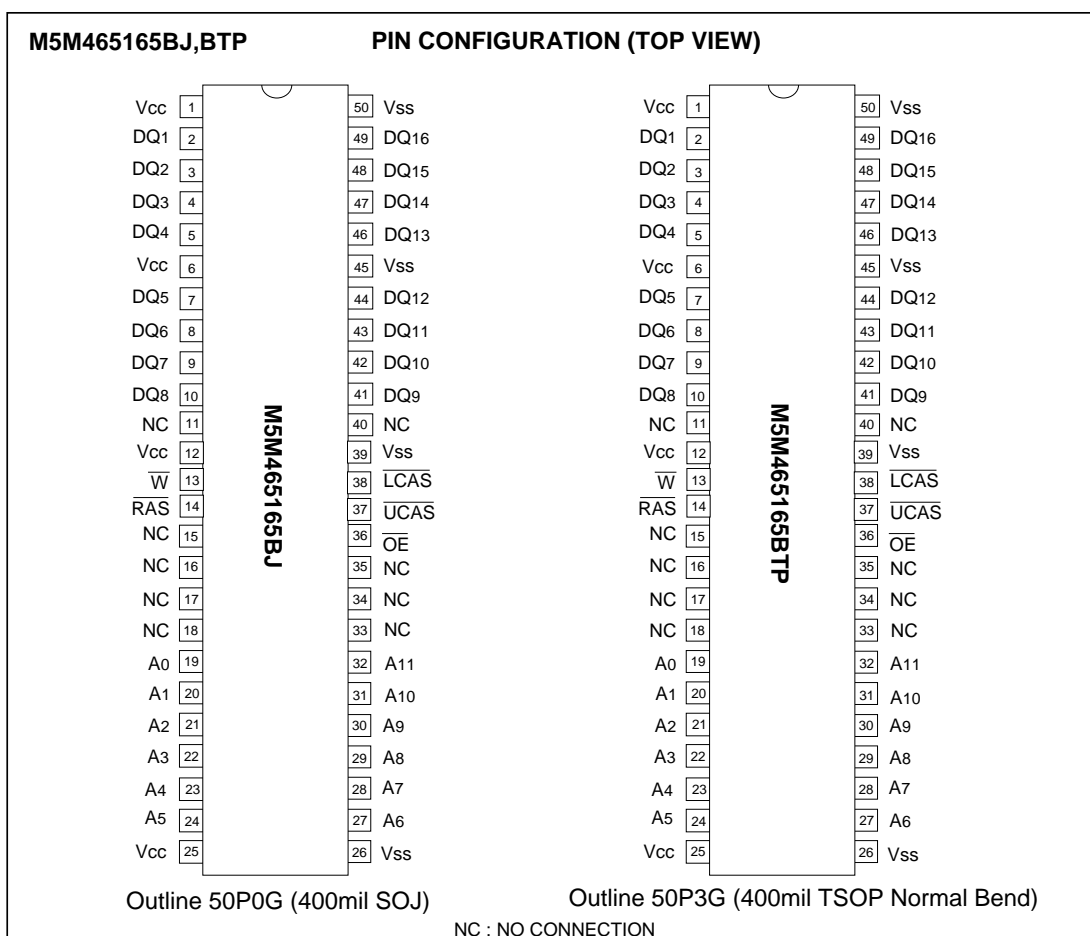 M5M465165BJ,BTP PIN CONFIGURATION (TOP VIEW)
Vcc 1 50 Vss
DQ1 2 49 DQ16
DQ2 3 48 DQ15
DQ3 4 47 DQ14
DQ4 5 46 DQ13
Vcc 6 45 Vss
DQ5 7 44 DQ12
DQ6 8 43 DQ11
DQ7 9 42 DQ10
DQ8 10 41 DQ9
NC 11 40 NC
Vcc 12 39 Vss
W 13 38 LCAS
RAS 14 37 UCAS
NC 15 36 OE
NC 16 35 NC
NC 17 34 NC
NC 18 33 NC
A0 19 32 A11
A1 20 31 A10
A2 21 30 A9
A3 22 29 A8
A4 23 28 A7
A5 24 27 A6
Vcc 25 26 Vss
M5M465165BJ
Outline 50P0G (400mil SOJ)
Vcc 1 50 Vss
DQ1 2 49 DQ16
DQ2 3 48 DQ15
DQ3 4 47 DQ14
DQ4 5 46 DQ13
Vcc 6 45 Vss
DQ5 7 44 DQ12
DQ6 8 43 DQ11
DQ7 9 42 DQ10
DQ8 10 41 DQ9
NC 11 40 NC
Vcc 12 39 Vss
W 13 38 LCAS
RAS 14 37 UCAS
NC 15 36 OE
NC 16 35 NC
NC 17 34 NC
NC 18 33 NC
A0 19 32 A11
A1 20 31 A10
A2 21 30 A9
A3 22 29 A8
A4 23 28 A7
A5 24 27 A6
Vcc 25 26 Vss
M5M465165BTP
Outline 50P3G (400mil TSOP Normal Bend)
NC : NO CONNECTION